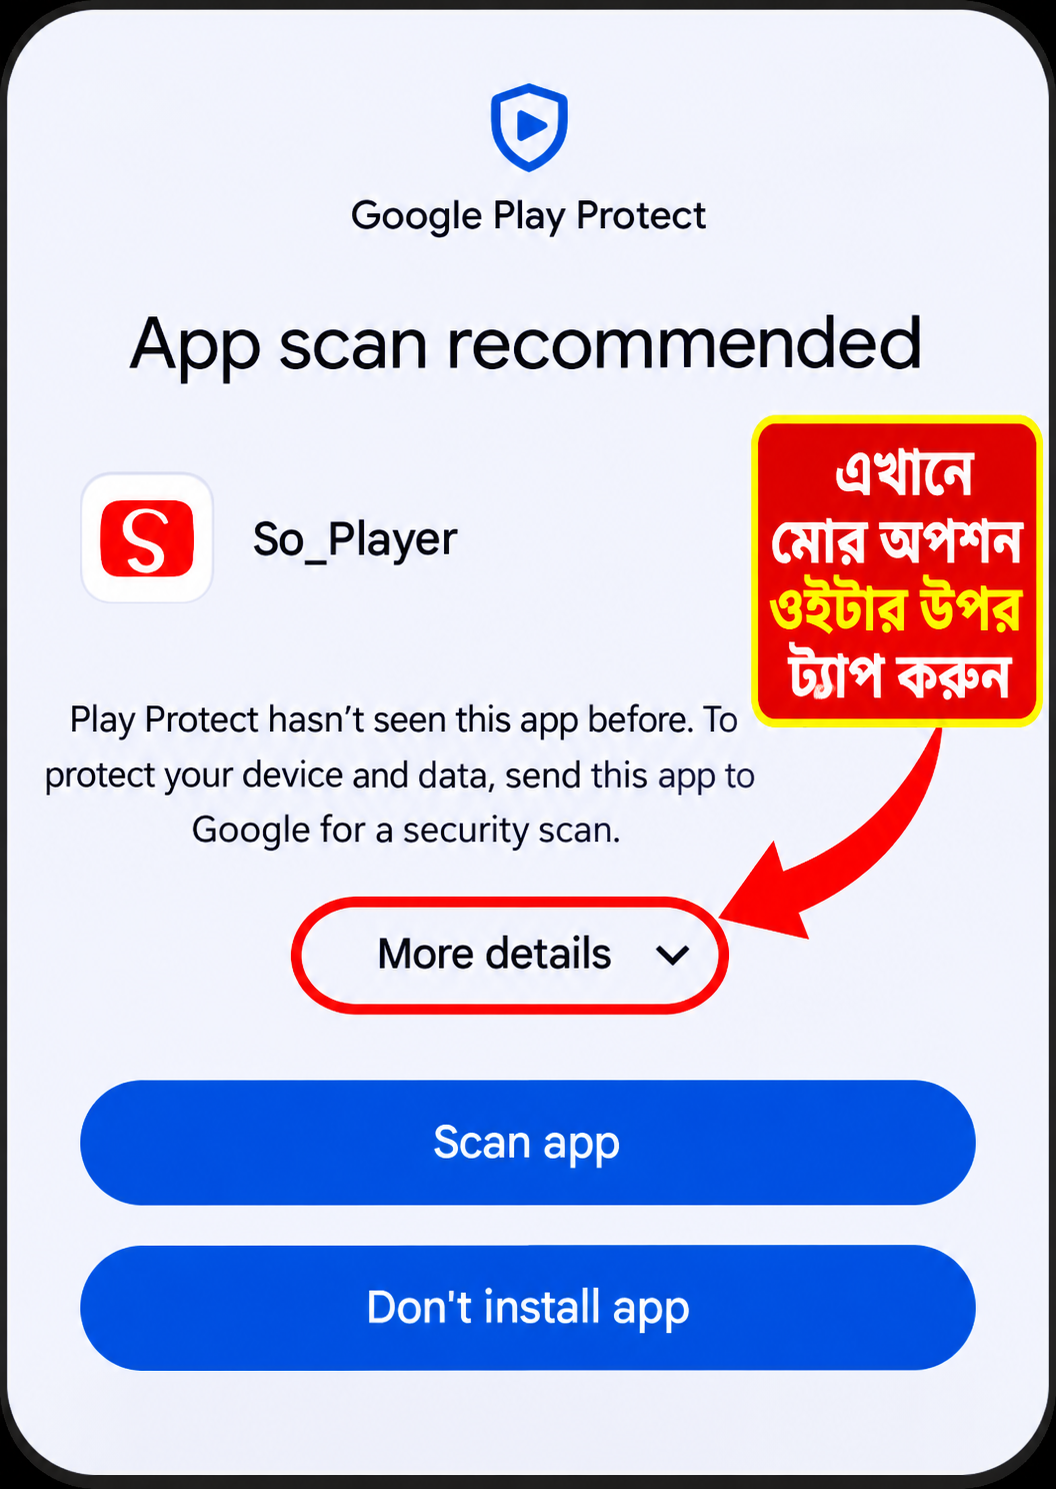 Google Play Protect
App scan recommended
S
So_Player
এখানে
মোর অপশন
ওইটার উপর
ট্যাপ করুন
Play Protect hasn’t seen this app before. To
protect your device and data, send this app to
Google for a security scan.
More details
Scan app
Don't install app